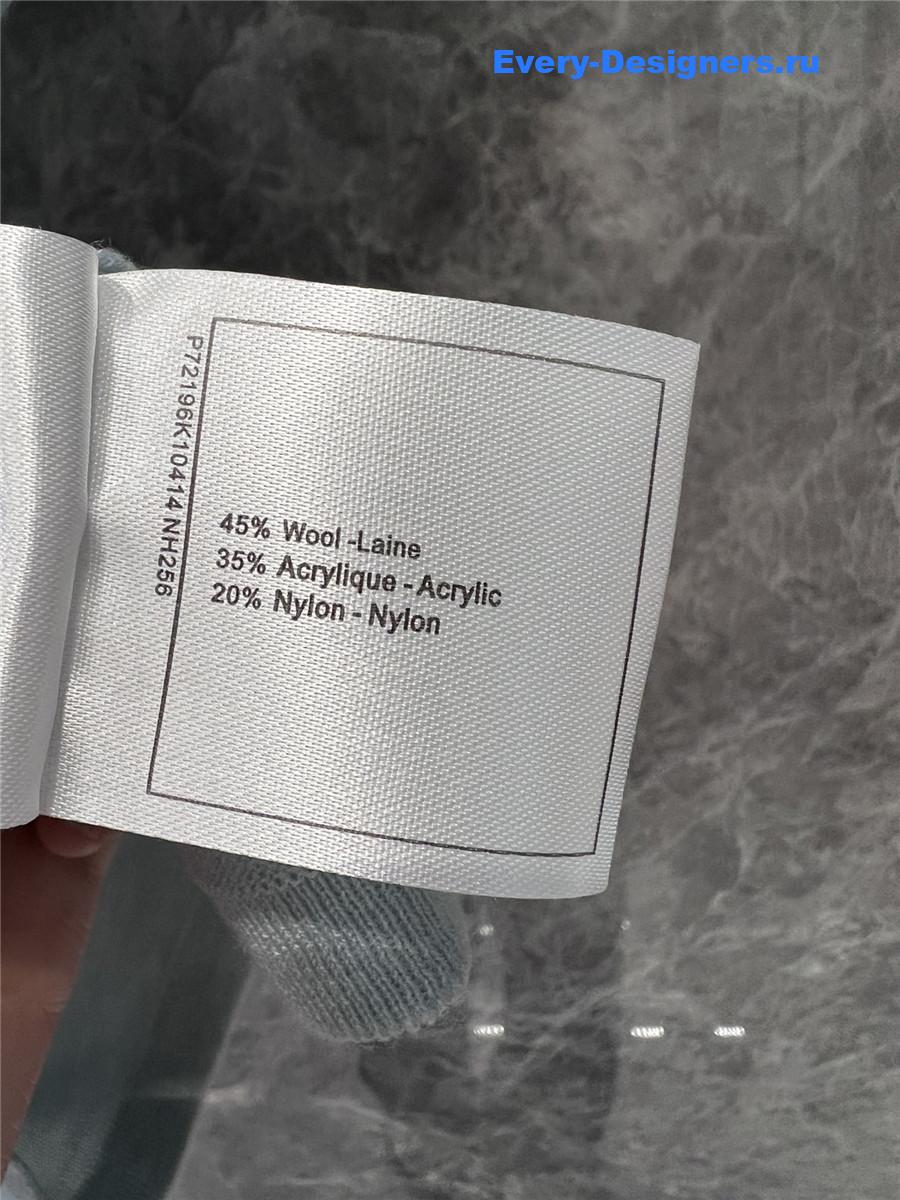 Every-Designers.ru
P72196K10414 NH256
45% Wool -Laine
35% Acrylique - Acrylic
20% Nylon - Nylon